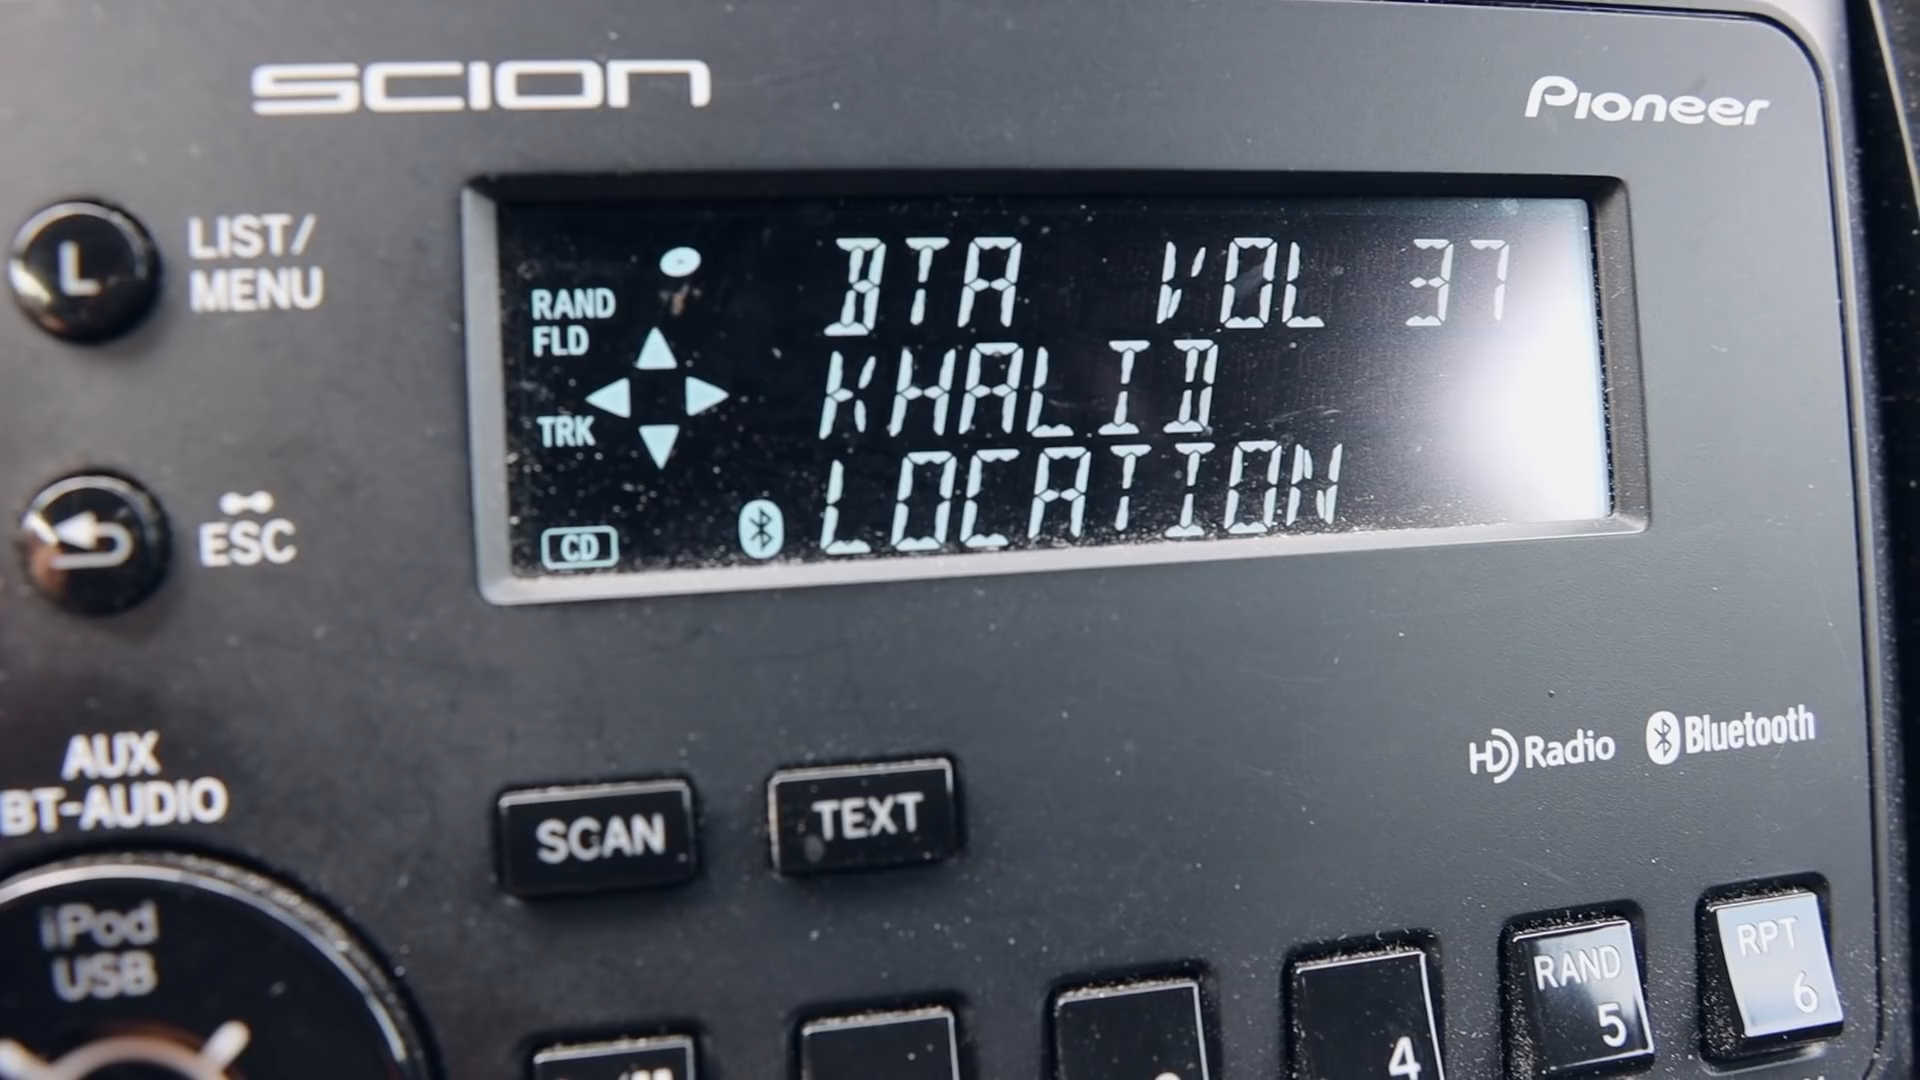 SCION
Pioneer
L
LIST/
MENU
RAND
FLD
TRK
CD
BTA VOL 37
KHALID
LOCATION
ESC
HD Radio
Bluetooth
AUX
BT-AUDIO
SCAN
TEXT
iPod
USB
4
RAND
5
RPT
6